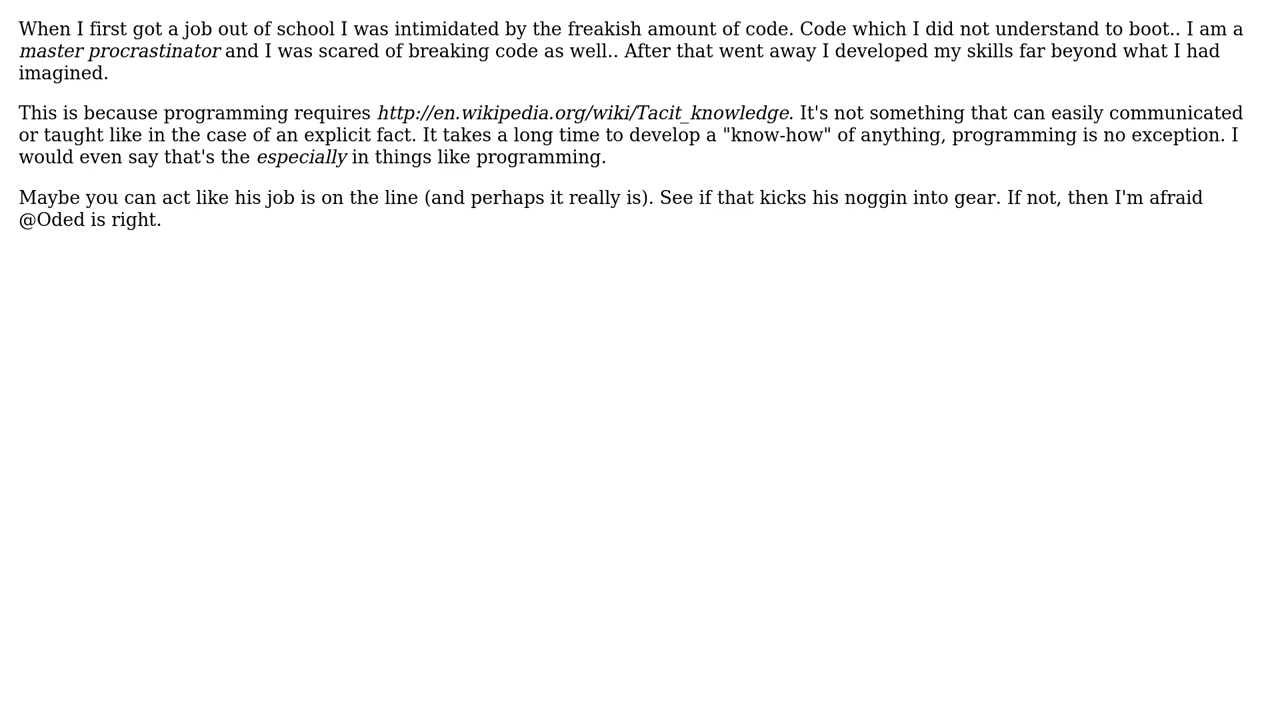 When I first got a job out of school I was intimidated by the freakish amount of code. Code which I did not understand to boot.. I am a
master procrastinator and I was scared of breaking code as well.. After that went away I developed my skills far beyond what I had
imagined.
This is because programming requires http://en.wikipedia.org/wiki/Tacit_knowledge. It's not something that can easily communicated
or taught like in the case of an explicit fact. It takes a long time to develop a "know-how" of anything, programming is no exception. I
would even say that's the especially in things like programming.
Maybe you can act like his job is on the line (and perhaps it really is). See if that kicks his noggin into gear. If not, then I'm afraid
@Oded is right.